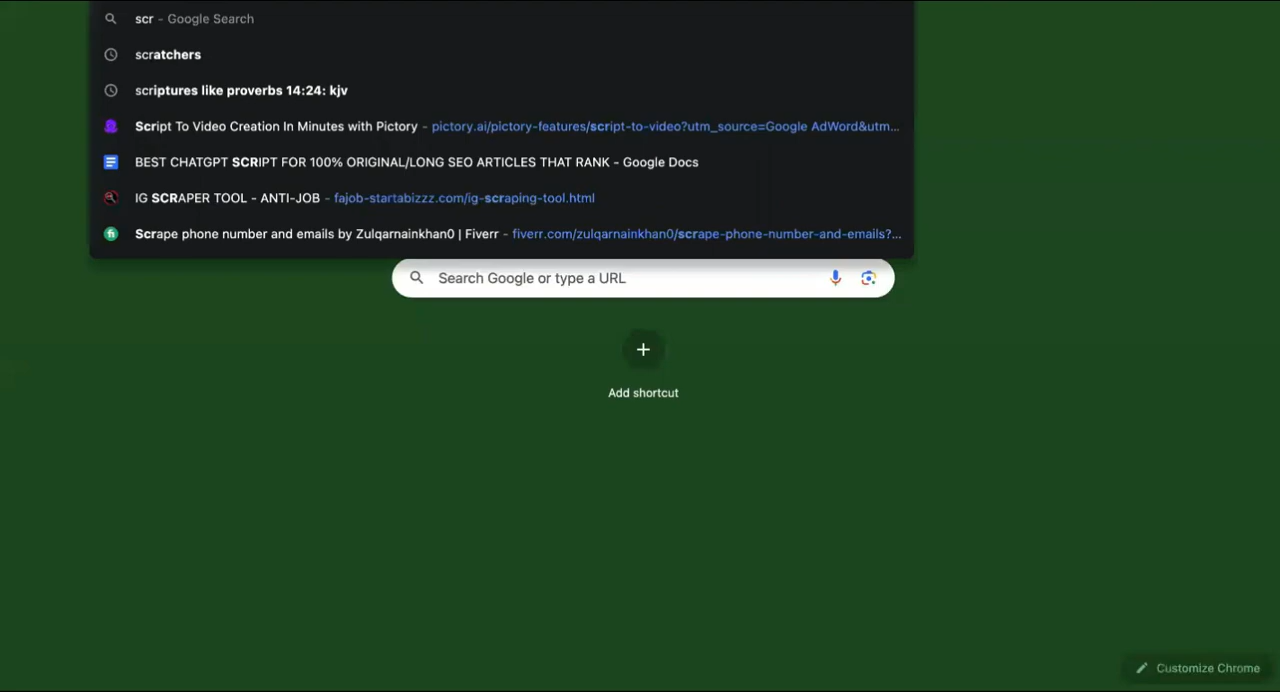 scr - Google Search
scratchers
scriptures like proverbs 14:24: kjv
Script To Video Creation In Minutes with Pictory - pictory.ai/pictory-features/script-to-video?utm_source=Google AdWord&utm...
BEST CHATGPT SCRIPT FOR 100% ORIGINAL/LONG SEO ARTICLES THAT RANK - Google Docs
IG SCRAPER TOOL - ANTI-JOB - fajob-startabizzz.com/ig-scraping-tool.html
Scrape phone number and emails by Zulqarnainkhan0 | Fiverr - fiverr.com/zulqarnainkhan0/scrape-phone-number-and-emails?...
Search Google or type a URL
Add shortcut
Customize Chrome